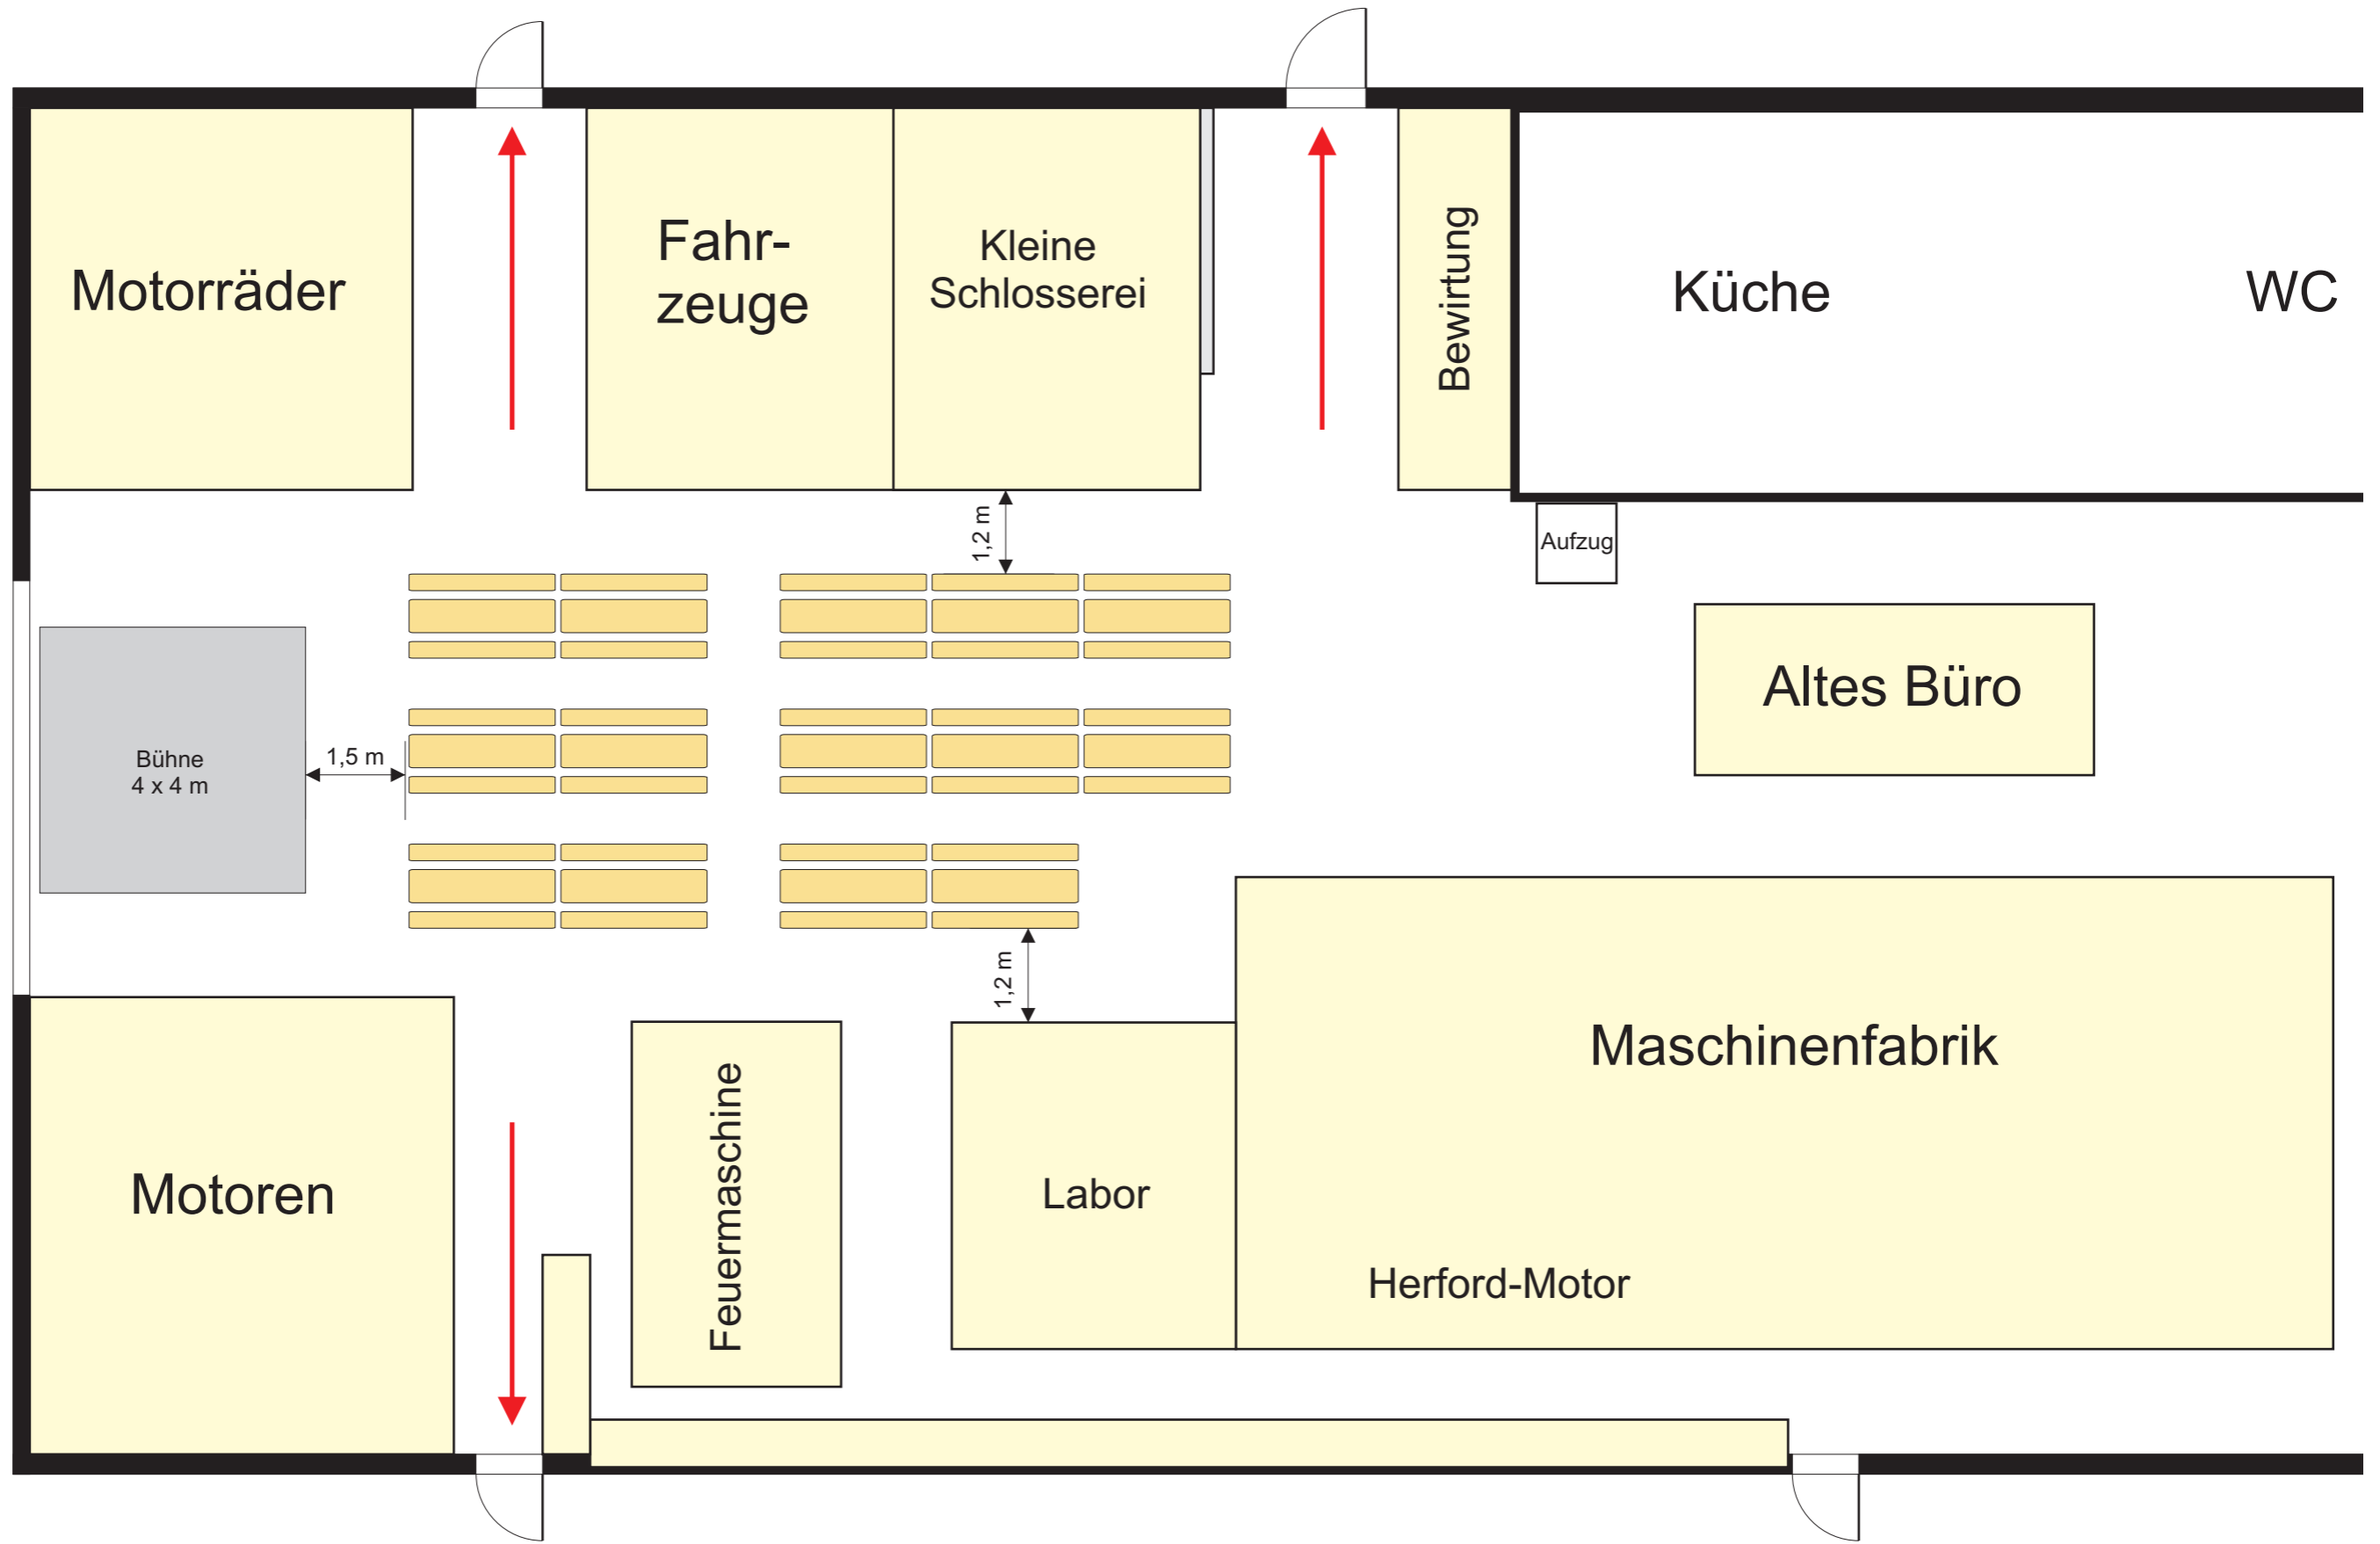 Motorräder
Fahr-
zeuge
Kleine
Schlosserei
Bewirtung
Küche
WC
1,2 m
Aufzug
Altes Büro
Bühne
4 x 4 m
1,5 m
1,2 m
Maschinenfabrik
Motoren
Feuermaschine
Labor
Herford-Motor